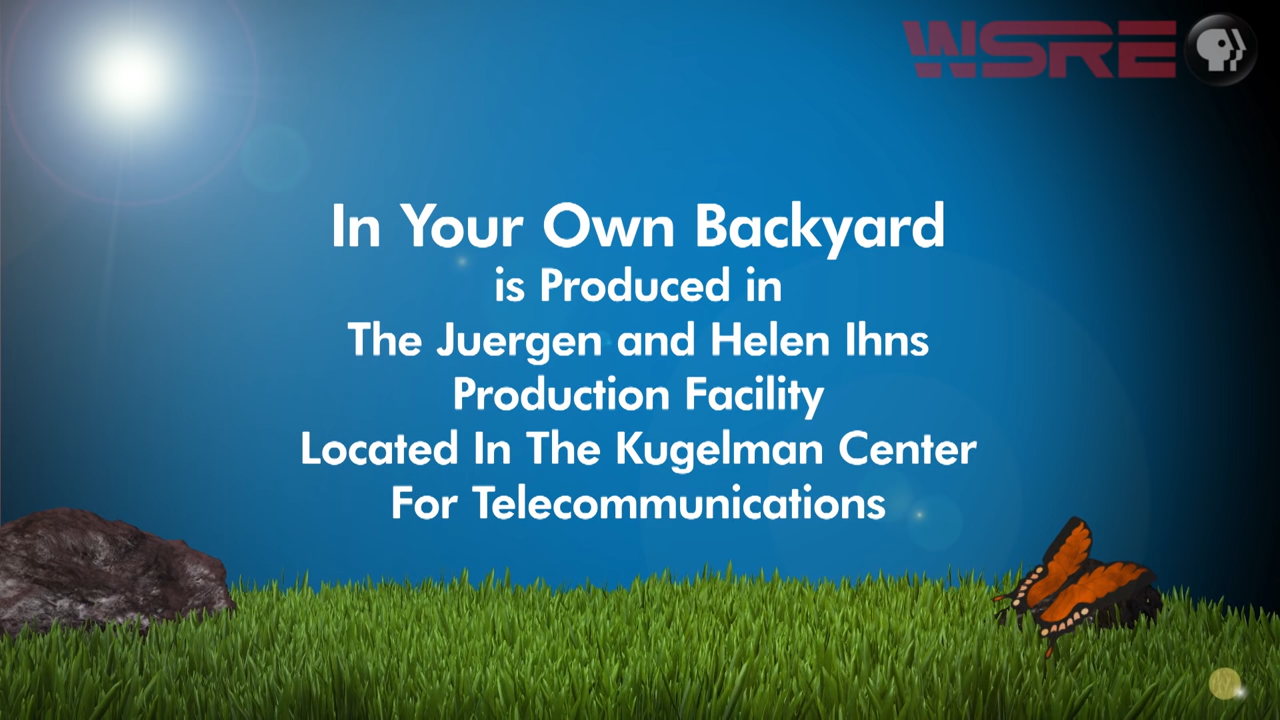 WSRE
In Your Own Backyard
is Produced in
The Juergen and Helen Ihns
Production Facility
Located In The Kugelman Center
For Telecommunications